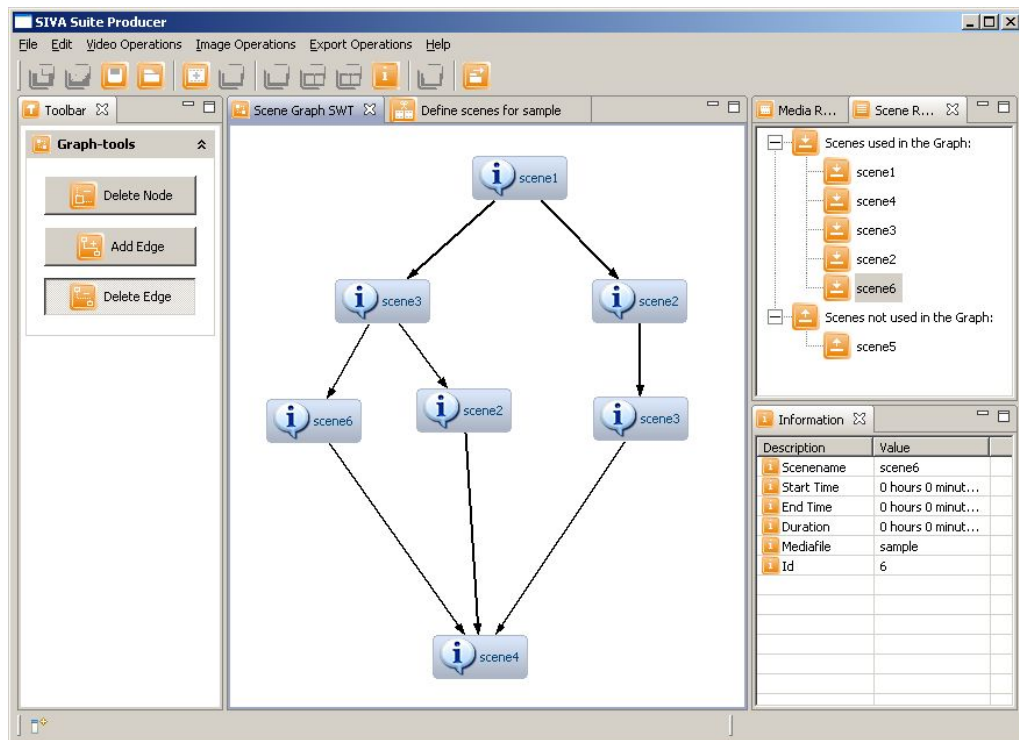 SIVA Suite Producer
File Edit Video Operations Image Operations Export Operations Help
Toolbar
Graph-tools
Delete Node
Add Edge
Delete Edge
Scene Graph SWT
Define scenes for sample
scene1
scene3
scene2
scene6
scene2
scene3
scene4
Media R...
Scene R...
Scenes used in the Graph:
scene1
scene4
scene3
scene2
scene6
Scenes not used in the Graph:
scene5
Information
Description Value
Scenename scene6
Start Time 0 hours 0 minut...
End Time 0 hours 0 minut...
Duration 0 hours 0 minut...
Mediafile sample
Id 6